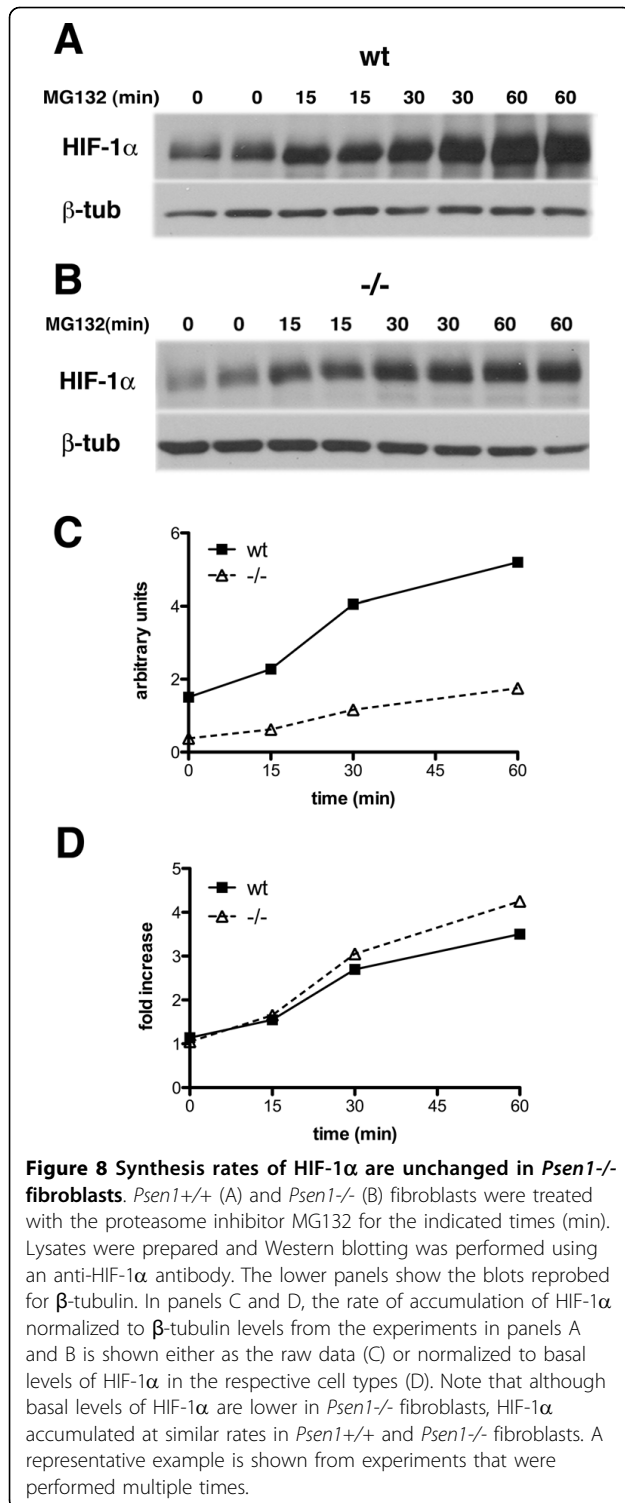 A
wt
MG132 (min) 0 0 15 15 30 30 60 60
HIF-1α
β-tub
B
-/-
MG132(min) 0 0 15 15 30 30 60 60
HIF-1α
β-tub
C
6
4
2
0
arbitrary units
wt
-/-
0 15 30 45 60
time (min)
D
5
4
3
2
1
0
fold increase
wt
-/-
0 15 30 45 60
time (min)
Figure 8 Synthesis rates of HIF-1α are unchanged in Psen1-/-
fibroblasts. Psen1+/+ (A) and Psen1-/- (B) fibroblasts were treated
with the proteasome inhibitor MG132 for the indicated times (min).
Lysates were prepared and Western blotting was performed using
an anti-HIF-1α antibody. The lower panels show the blots reprobed
for β-tubulin. In panels C and D, the rate of accumulation of HIF-1α
normalized to β-tubulin levels from the experiments in panels A
and B is shown either as the raw data (C) or normalized to basal
levels of HIF-1α in the respective cell types (D). Note that although
basal levels of HIF-1α are lower in Psen1-/- fibroblasts, HIF-1α
accumulated at similar rates in Psen1+/+ and Psen1-/- fibroblasts. A
representative example is shown from experiments that were
performed multiple times.